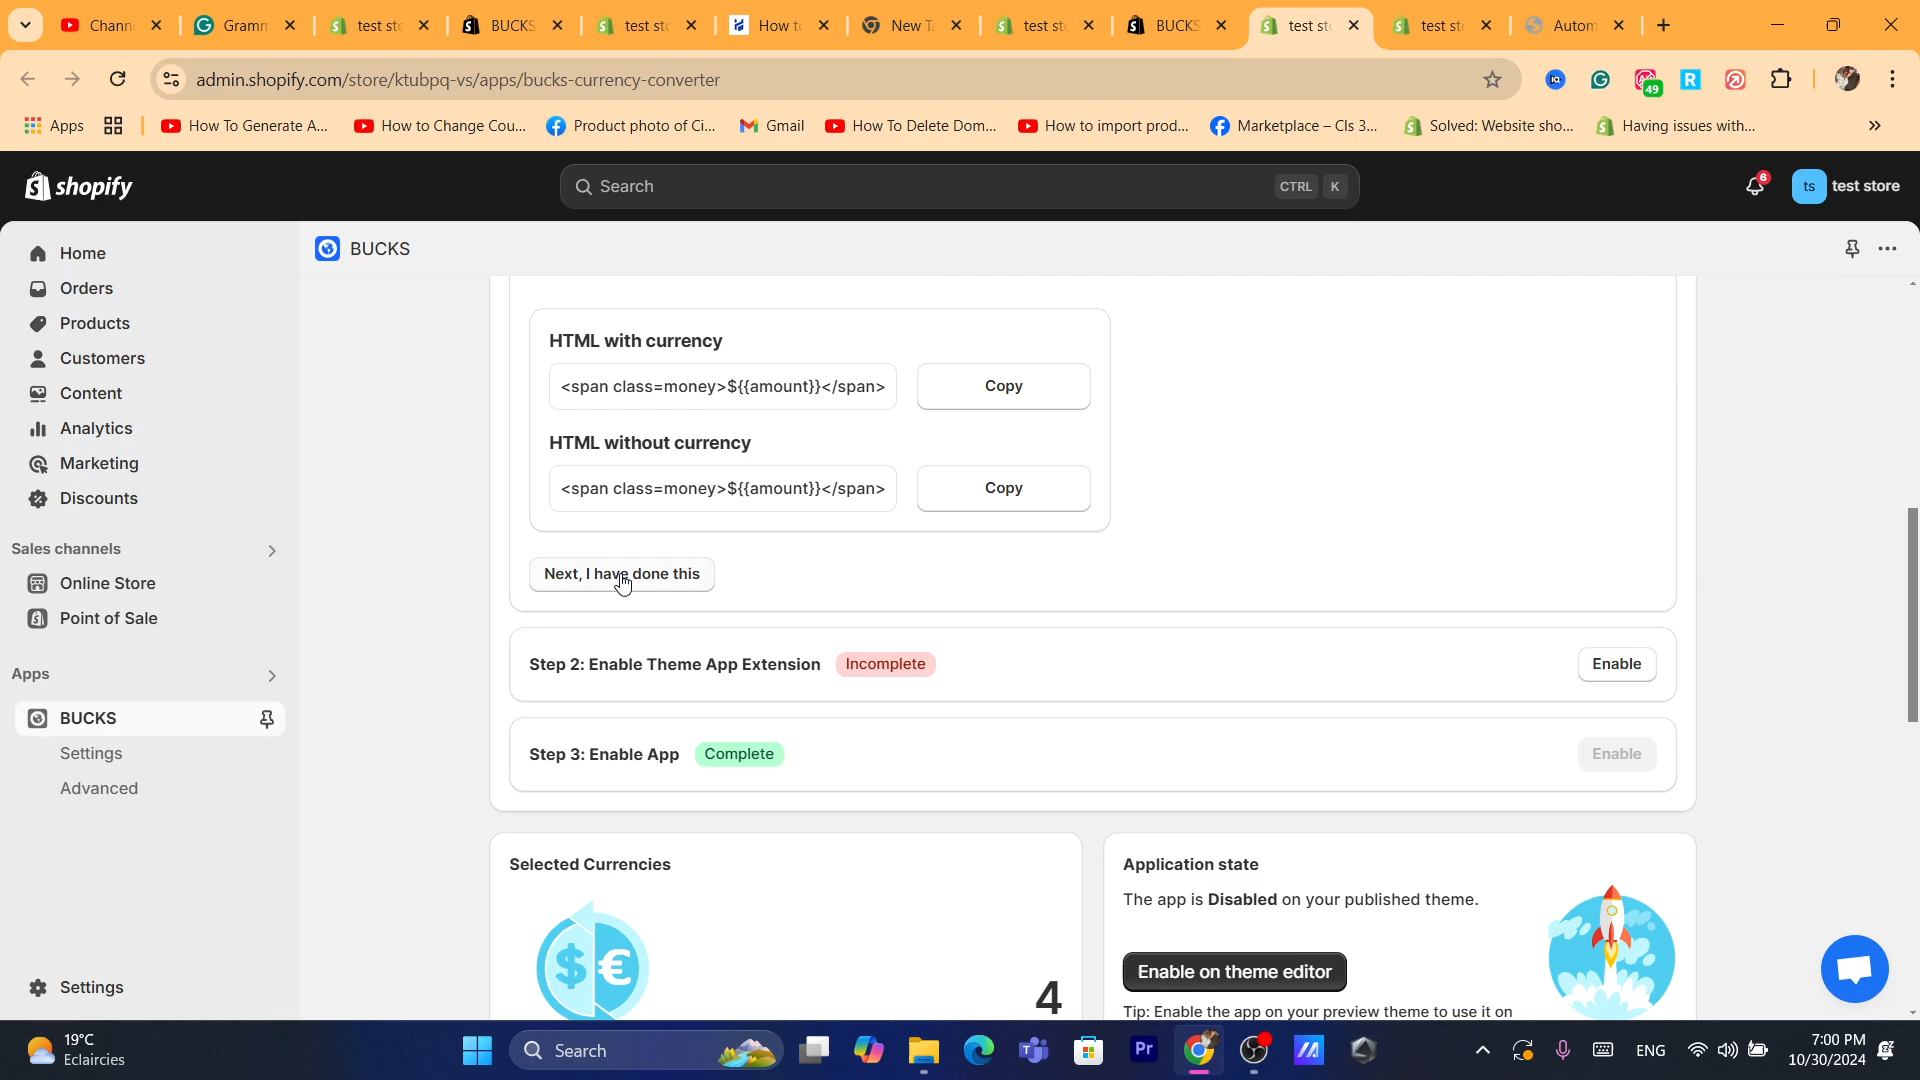 Chann
Gramm
test sto
BUCKS
test sto
How to
New T
test sto
BUCKS
test sto
test sto
Autom
admin.shopify.com/store/ktubpq-vs/apps/bucks-currency-converter
49
Apps
How To Generate A...
How to Change Cou...
Product photo of Ci...
Gmail
How To Delete Dom...
How to import prod...
Marketplace – Cls 3...
Solved: Website sho...
Having issues with...
shopify
Search
CTRL K
6
ts
test store
Home
Orders
Products
Customers
Content
Analytics
Marketing
Discounts
Sales channels
Online Store
Point of Sale
Apps
BUCKS
Settings
Advanced
Settings
BUCKS
HTML with currency
<span class=money>${{amount}}</span>
Copy
HTML without currency
<span class=money>${{amount}}</span>
Copy
Next, I have done this
Step 2: Enable Theme App Extension
Incomplete
Enable
Step 3: Enable App
Complete
Enable
Selected Currencies
4
Application state
The app is Disabled on your published theme.
Enable on theme editor
Tip: Enable the app on your preview theme to use it on
19°C
Eclaircies
Search
ENG
7:00 PM
10/30/2024